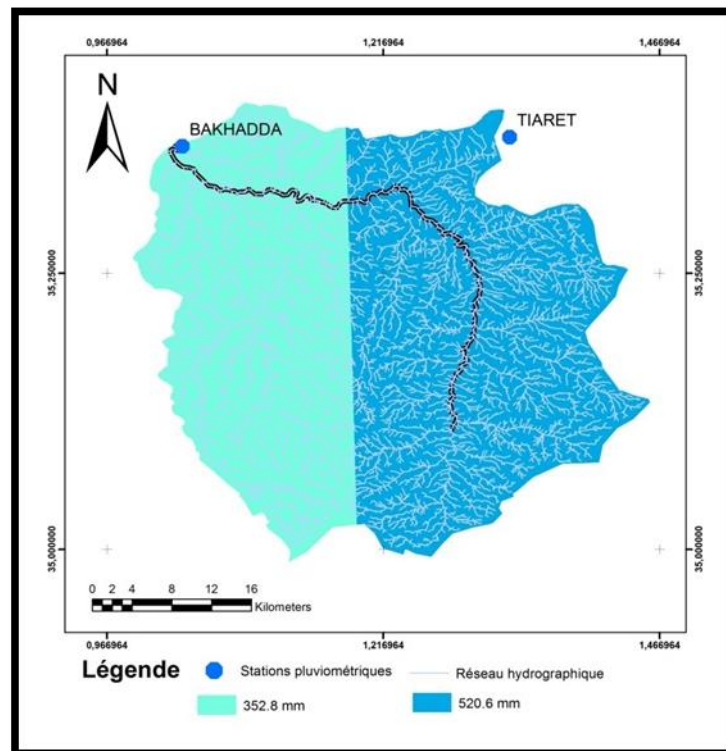 0,966964 1,216964 1,466964
N
BAKHADDA
TIARET
35,250000 35,250000
35,000000 35,000000
0 2 4 8 12 16
Kilometers
0,966964 1,216964 1,466964
Légende Stations pluviométriques Réseau hydrographique
352.8 mm 520.6 mm